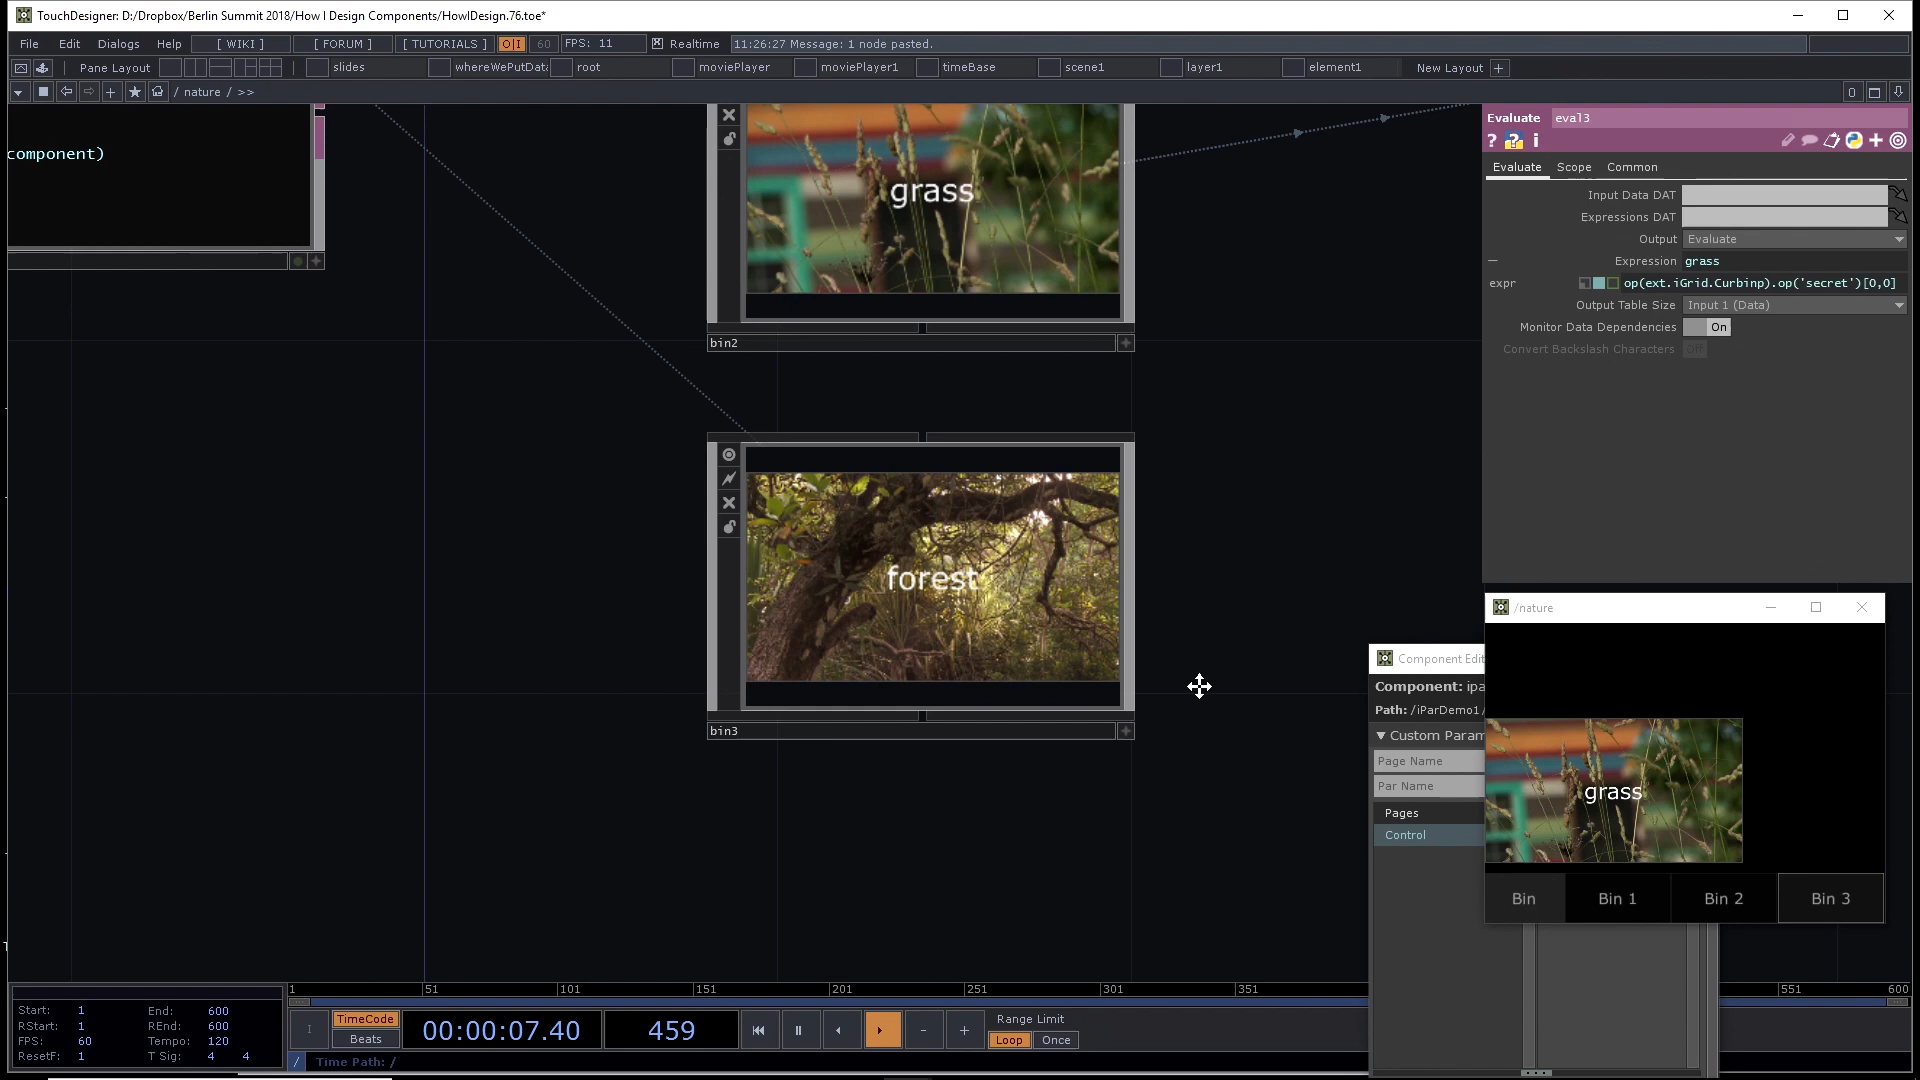 TouchDesigner: D:/Dropbox/Berlin Summit 2018/How I Design Components/HowIDesign.76.toe*
File Edit Dialogs Help [ WIKI ] [ FORUM ] [ TUTORIALS ] O|I 60 FPS: 11 Realtime 11:26:27 Message: 1 node pasted.
Pane Layout slides whereWePutData root moviePlayer moviePlayer1 timeBase scene1 layer1 element1 New Layout +
/ nature / >> 0
component)
Evaluate eval3
? ? i
Evaluate Scope Common
Input Data DAT
Expressions DAT
Output Evaluate
Expression grass
expr op(ext.iGrid.Curbinp).op('secret')[0,0]
Output Table Size Input 1 (Data)
Monitor Data Dependencies On
Convert Backslash Characters Off
grass
bin2
forest
bin3
/nature
grass
Bin Bin 1 Bin 2 Bin 3
Component Edit
Component: ipa
Path: /iParDemo1/
Custom Param
Page Name
Par Name
Pages
Control
1 51 101 151 201 251 301 351 551 600
Start: 1 End: 600
RStart: 1 REnd: 600
FPS: 60 Tempo: 120
ResetF: 1 T Sig: 4 4
TimeCode
Beats
00:00:07.40 459
Range Limit
Loop Once
/ Time Path: /